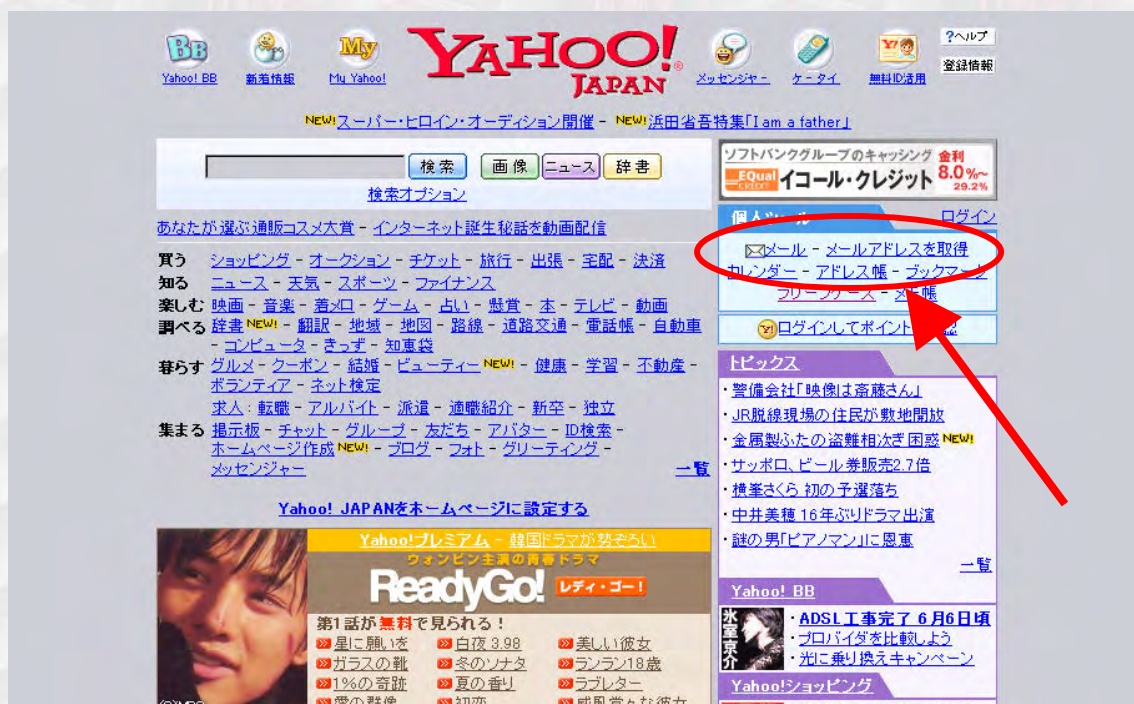 BB
My
YAHOO!
JAPAN
Y!
?ヘルプ
登録情報
Yahoo! BB 新着情報 My Yahoo! メッセンジャー ケータイ 無料ID活用
NEW!スーパー・ヒロイン・オーディション開催 - NEW!浜田省吾特集「I am a father」
検索 画像 ニュース 辞書
検索オプション
ソフトバンクグループのキャッシング 金利
EQual CREDIT イコール・クレジット 8.0%~
29.2%
あなたが選ぶ通販コスメ大賞 - インターネット誕生秘話を動画配信
買う ショッピング - オークション - チケット - 旅行 - 出張 - 宅配 - 決済
知る ニュース - 天気 - スポーツ - ファイナンス
楽しむ 映画 - 音楽 - 着メロ - ゲーム - 占い - 懸賞 - 本 - テレビ - 動画
調べる 辞書NEW! - 翻訳 - 地域 - 地図 - 路線 - 道路交通 - 電話帳 - 自動車
- コンピュータ - きっず - 知恵袋
暮らす グルメ - クーポン - 結婚 - ビューティーNEW! - 健康 - 学習 - 不動産 -
ボランティア - ネット検定
求人：転職 - アルバイト - 派遣 - 適職紹介 - 新卒 - 独立
集まる 掲示板 - チャット - グループ - 友だち - アバター - ID検索 -
ホームページ作成NEW! - ブログ - フォト - グリーティング -
メッセンジャー 一覧
Yahoo! JAPANをホームページに設定する
個人ツール ログイン
メール - メールアドレスを取得
カレンダー - アドレス帳 - ブックマーク
ブリーフケース - メモ帳
ログインしてポイント
トピックス
・警備会社「映像は斎藤さん」
・JR脱線現場の住民が敷地開放
・金属製ふたの盗難相次ぎ困惑NEW!
・サッポロ、ビール券販売2.7倍
・横峯さくら 初の予選落ち
・中井美穂 16年ぶりドラマ出演
・謎の男「ピアノマン」に恩恵
一覧
Yahoo!プレミアム - 韓国ドラマが勢ぞろい
ウォンビン主演の青春ドラマ
ReadyGo! レディ・ゴー！
第1話が無料で見られる！
星に願いを 白夜 3.98 美しい彼女
ガラスの靴 冬のソナタ ランラン18歳
1%の奇跡 夏の香り ラブレター
愛の群像 初恋 威風堂々な彼女
Yahoo! BB
氷室京介
・ADSL工事完了 6月6日頃
・プロバイダを比較しよう
・光に乗り換えキャンペーン
Yahoo!ショッピング